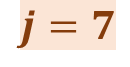 j = 7